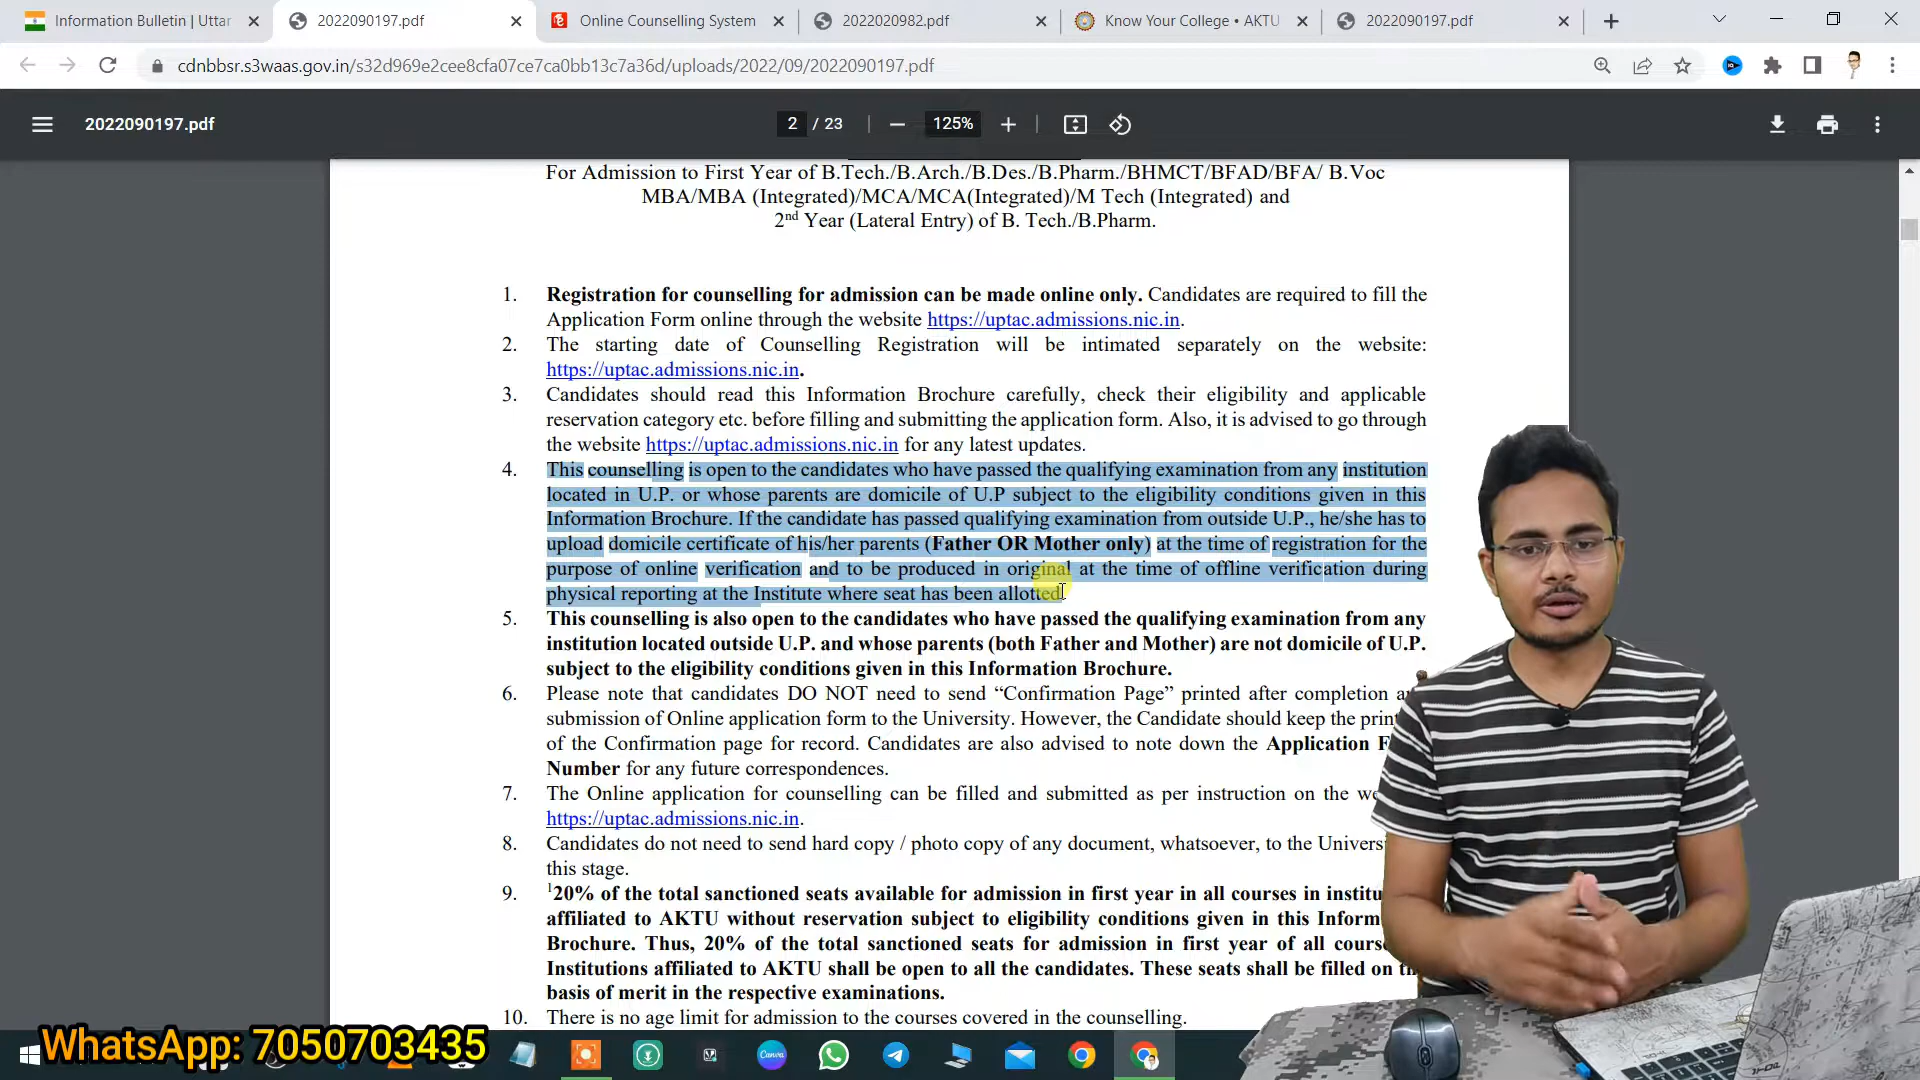 Information Bulletin | Uttar
2022090197.pdf
Online Counselling System
2022020982.pdf
Know Your College • AKTU
2022090197.pdf
cdnbbsr.s3waas.gov.in/s32d969e2cee8cfa07ce7ca0bb13c7a36d/uploads/2022/09/2022090197.pdf
2022090197.pdf
2 / 23
125%
For Admission to First Year of B.Tech./B.Arch./B.Des./B.Pharm./BHMCT/BFAD/BFA/ B.Voc
MBA/MBA (Integrated)/MCA/MCA(Integrated)/M Tech (Integrated) and
2nd Year (Lateral Entry) of B. Tech./B.Pharm.
1. Registration for counselling for admission can be made online only. Candidates are required to fill the
Application Form online through the website https://uptac.admissions.nic.in.
2. The starting date of Counselling Registration will be intimated separately on the website:
https://uptac.admissions.nic.in.
3. Candidates should read this Information Brochure carefully, check their eligibility and applicable
reservation category etc. before filling and submitting the application form. Also, it is advised to go through
the website https://uptac.admissions.nic.in for any latest updates.
4. This counselling is open to the candidates who have passed the qualifying examination from any institution
located in U.P. or whose parents are domicile of U.P subject to the eligibility conditions given in this
Information Brochure. If the candidate has passed qualifying examination from outside U.P., he/she has to
upload domicile certificate of his/her parents (Father OR Mother only) at the time of registration for the
purpose of online verification and to be produced in original at the time of offline verification during
physical reporting at the Institute where seat has been allotted.
5. This counselling is also open to the candidates who have passed the qualifying examination from any
institution located outside U.P. and whose parents (both Father and Mother) are not domicile of U.P.
subject to the eligibility conditions given in this Information Brochure.
6. Please note that candidates DO NOT need to send “Confirmation Page” printed after completion
submission of Online application form to the University. However, the Candidate should keep the
of the Confirmation page for record. Candidates are also advised to note down the Application
Number for any future correspondences.
7. The Online application for counselling can be filled and submitted as per instruction on the
https://uptac.admissions.nic.in.
8. Candidates do not need to send hard copy / photo copy of any document, whatsoever, to the
this stage.
9. 120% of the total sanctioned seats available for admission in first year in all courses in
affiliated to AKTU without reservation subject to eligibility conditions given in this
Brochure. Thus, 20% of the total sanctioned seats for admission in first year of all
Institutions affiliated to AKTU shall be open to all the candidates. These seats shall be filled on
basis of merit in the respective examinations.
10. There is no age limit for admission to the courses covered in the counselling.
WhatsApp: 7050703435
Canva